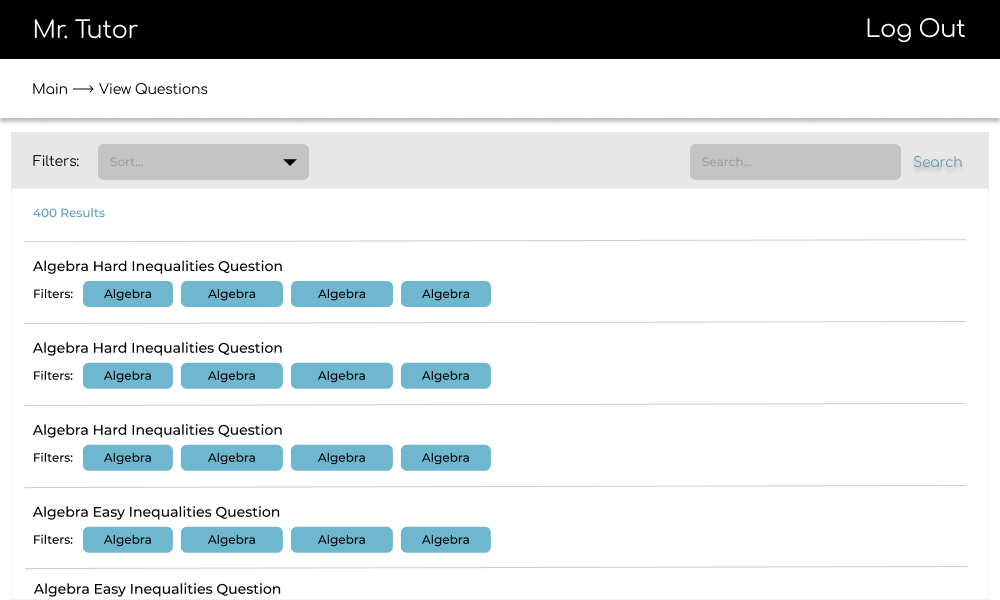 Mr. Tutor
Log Out
Main → View Questions
Filters:
Sort...
Search...
Search
400 Results
Algebra Hard Inequalities Question
Filters: Algebra Algebra Algebra Algebra
Algebra Hard Inequalities Question
Filters: Algebra Algebra Algebra Algebra
Algebra Hard Inequalities Question
Filters: Algebra Algebra Algebra Algebra
Algebra Easy Inequalities Question
Filters: Algebra Algebra Algebra Algebra
Algebra Easy Inequalities Question